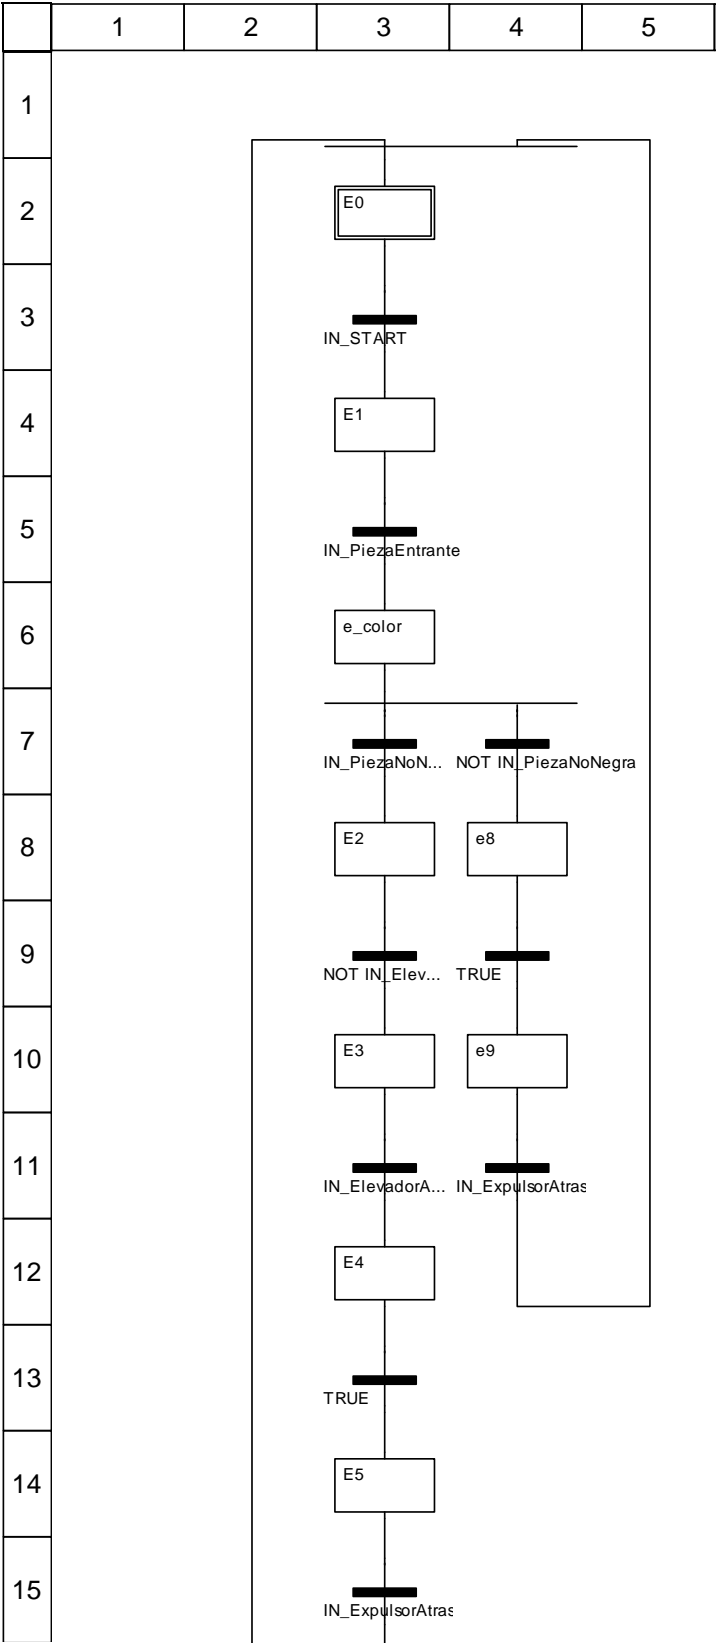 1 2 3 4 5
1
2
E0
3
IN_START
4
E1
5
IN_PiezaEntrante
6
e_color
7
IN_PiezaNoN... NOT IN_PiezaNoNegra
8
E2 e8
9
NOT IN_Elev... TRUE
10
E3 e9
11
IN_ElevadorA... IN_ExpulsorAtras
12
E4
13
TRUE
14
E5
15
IN_ExpulsorAtras